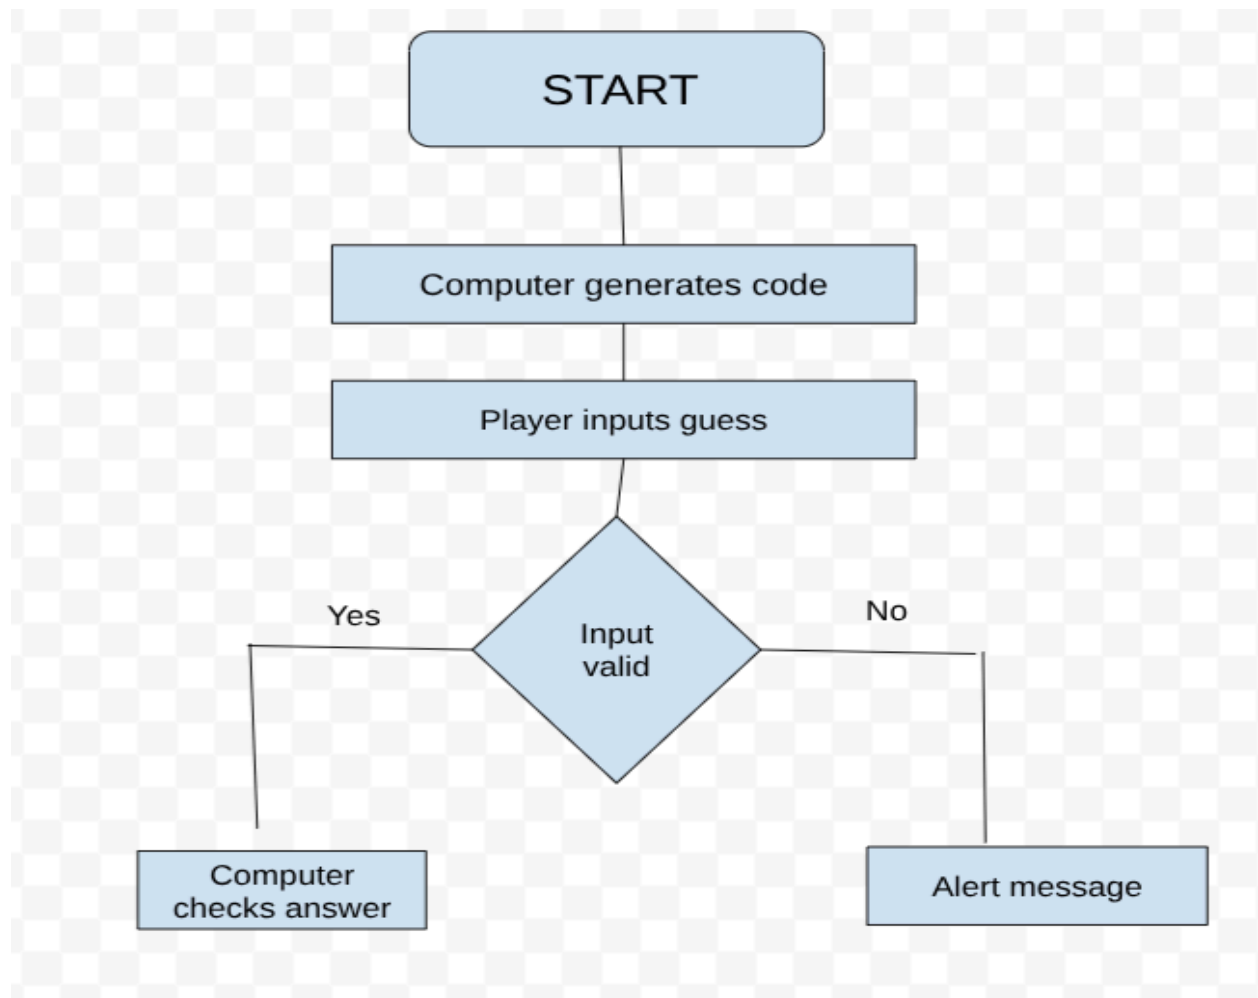 START
Computer generates code
Player inputs guess
Yes
No
Input
valid
Computer
checks answer
Alert message